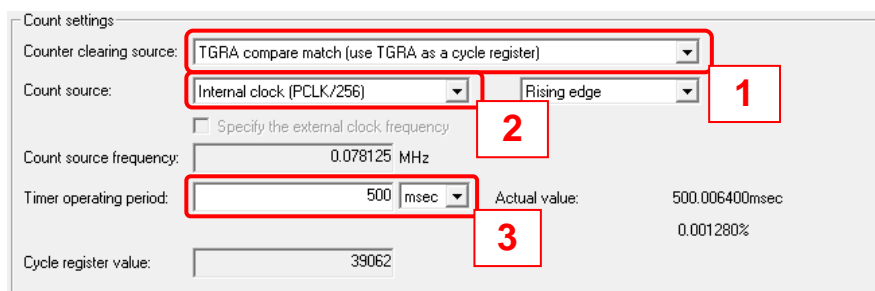 Count settings
Counter clearing source: TGRA compare match (use TGRA as a cycle register)
1
Count source: Internal clock (PCLK/256) Rising edge
2
Specify the external clock frequency
Count source frequency: 0.078125 MHz
Timer operating period: 500 msec Actual value: 500.006400msec
3
0.001280%
Cycle register value: 39062